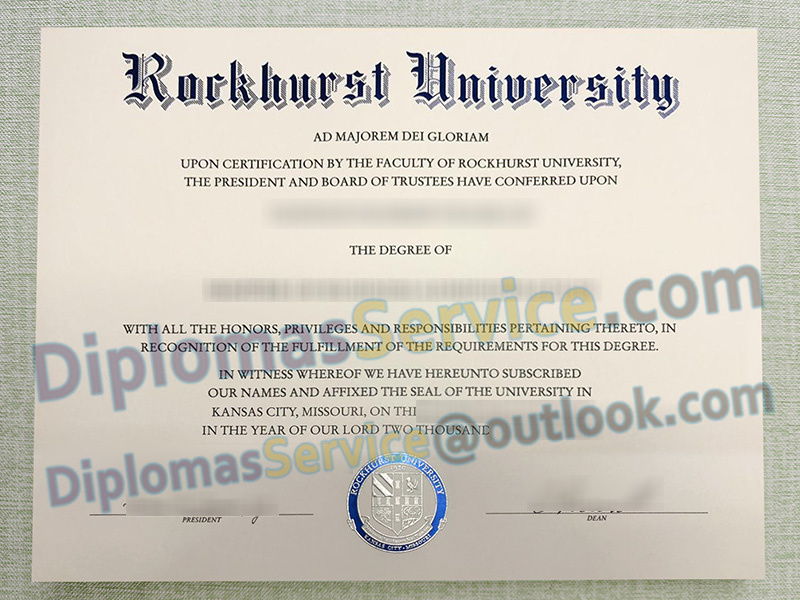 Rockhurst University
AD MAJOREM DEI GLORIAM
UPON CERTIFICATION BY THE FACULTY OF ROCKHURST UNIVERSITY,
THE PRESIDENT AND BOARD OF TRUSTEES HAVE CONFERRED UPON
THE DEGREE OF
DiplomasService.com
WITH ALL THE HONORS, PRIVILEGES AND RESPONSIBILITIES PERTAINING THERETO, IN
RECOGNITION OF THE FULFILLMENT OF THE REQUIREMENTS FOR THIS DEGREE.
IN WITNESS WHEREOF WE HAVE HEREUNTO SUBSCRIBED
OUR NAMES AND AFFIXED THE SEAL OF THE UNIVERSITY IN
KANSAS CITY, MISSOURI, ON THI
IN THE YEAR OF OUR LORD TWO THOUSAND
DiplomasService@outlook.com
ROCKHURST UNIVERSITY
1910
KANSAS CITY · MISSOURI
PRESIDENT
DEAN